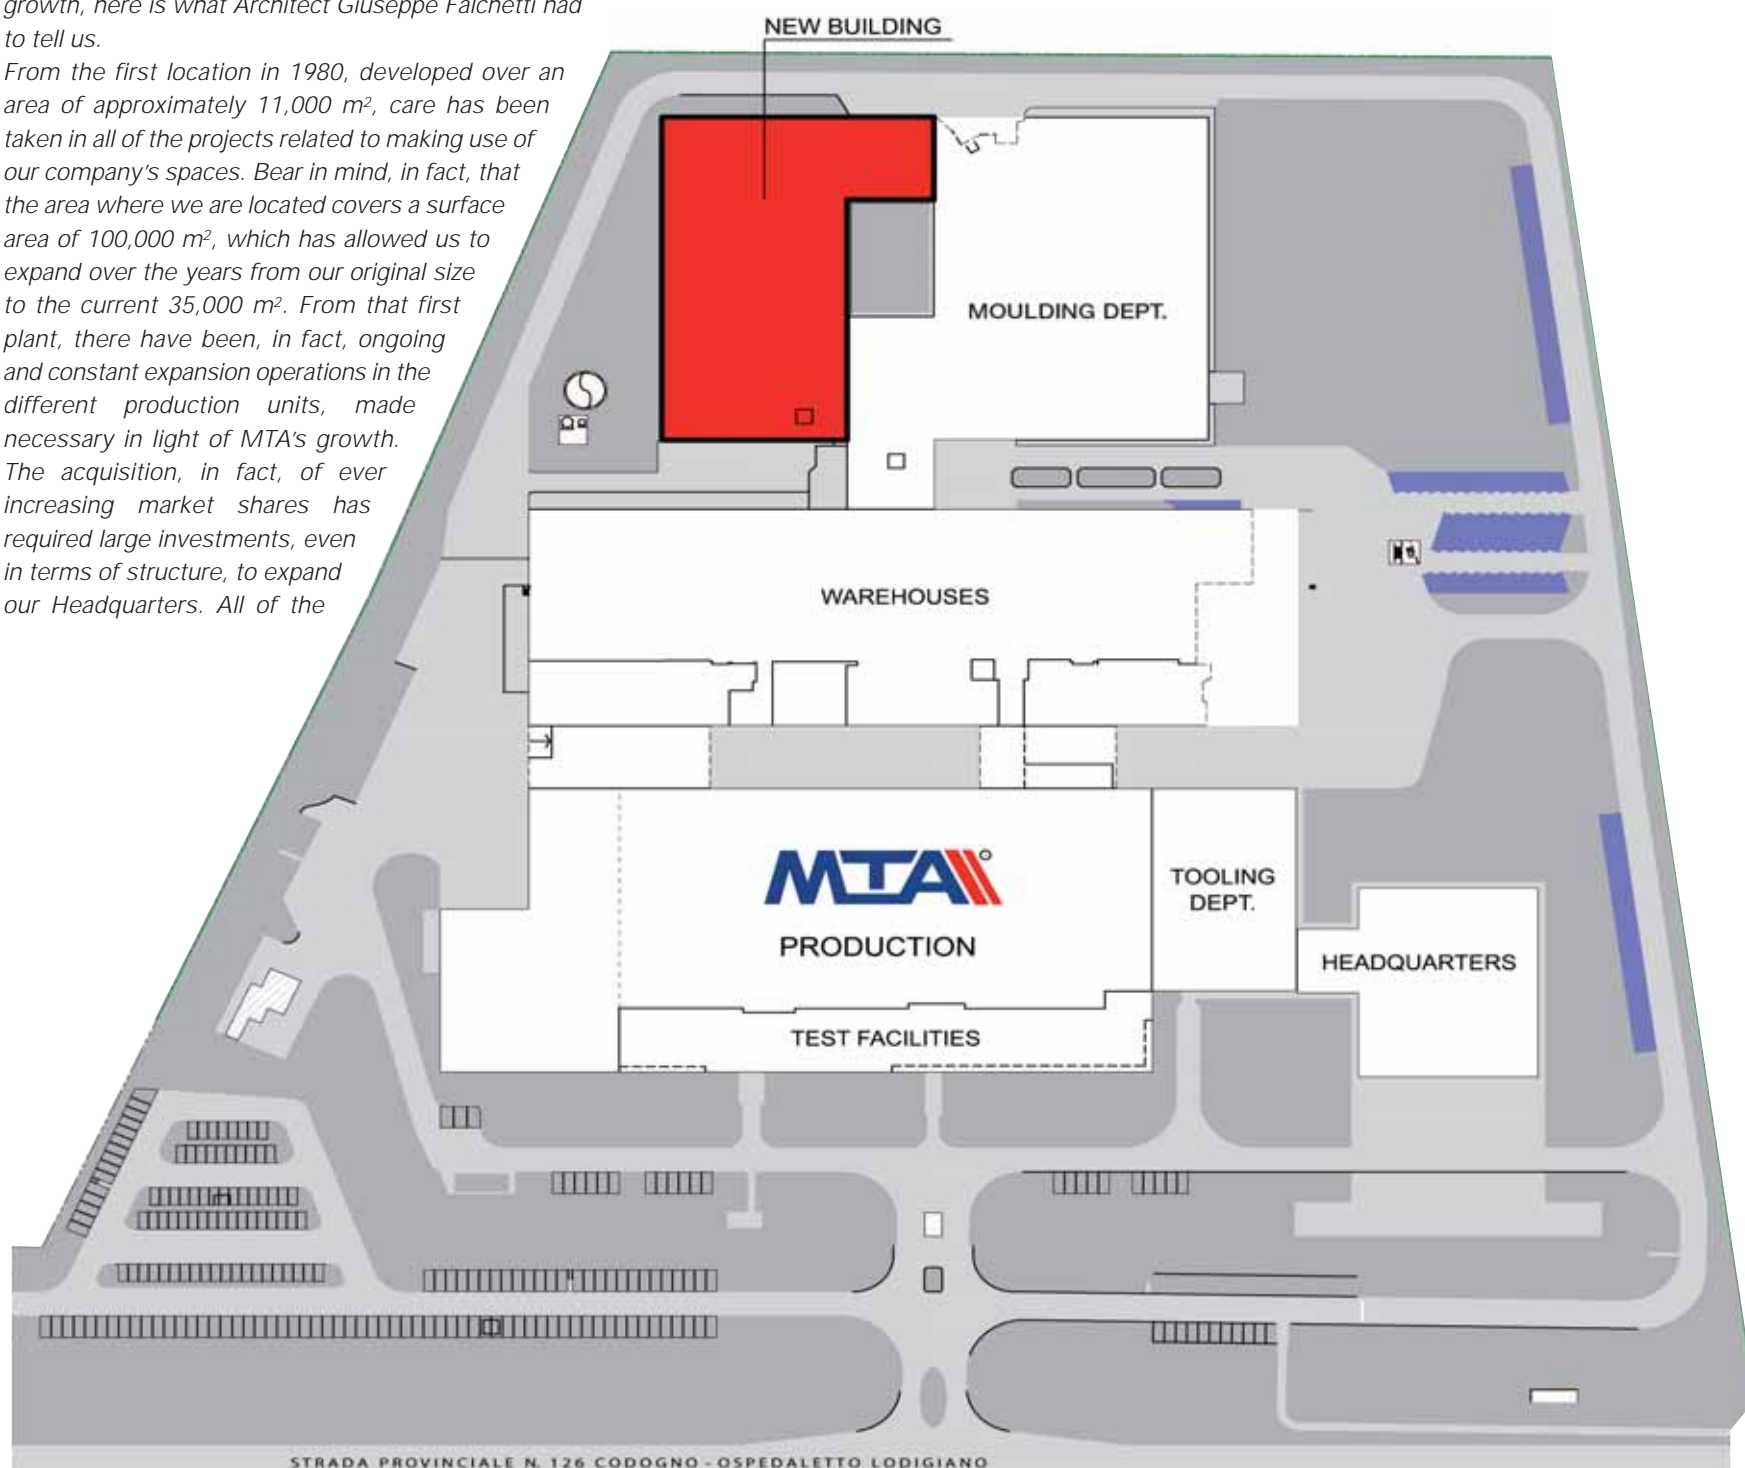 growth, here is what Architect Giuseppe Falchetti had
to tell us.
From the first location in 1980, developed over an
area of approximately 11,000 m², care has been
taken in all of the projects related to making use of
our company's spaces. Bear in mind, in fact, that
the area where we are located covers a surface
area of 100,000 m², which has allowed us to
expand over the years from our original size
to the current 35,000 m². From that first
plant, there have been, in fact, ongoing
and constant expansion operations in the
different production units, made
necessary in light of MTA's growth.
The acquisition, in fact, of ever
increasing market shares has
required large investments, even
in terms of structure, to expand
our Headquarters. All of the
NEW BUILDING
MOULDING DEPT.
WAREHOUSES
MTA
PRODUCTION
TOOLING
DEPT.
HEADQUARTERS
TEST FACILITIES
STRADA PROVINCIALE N. 126 CODOGNO - OSPEDALETTO LODIGIANO